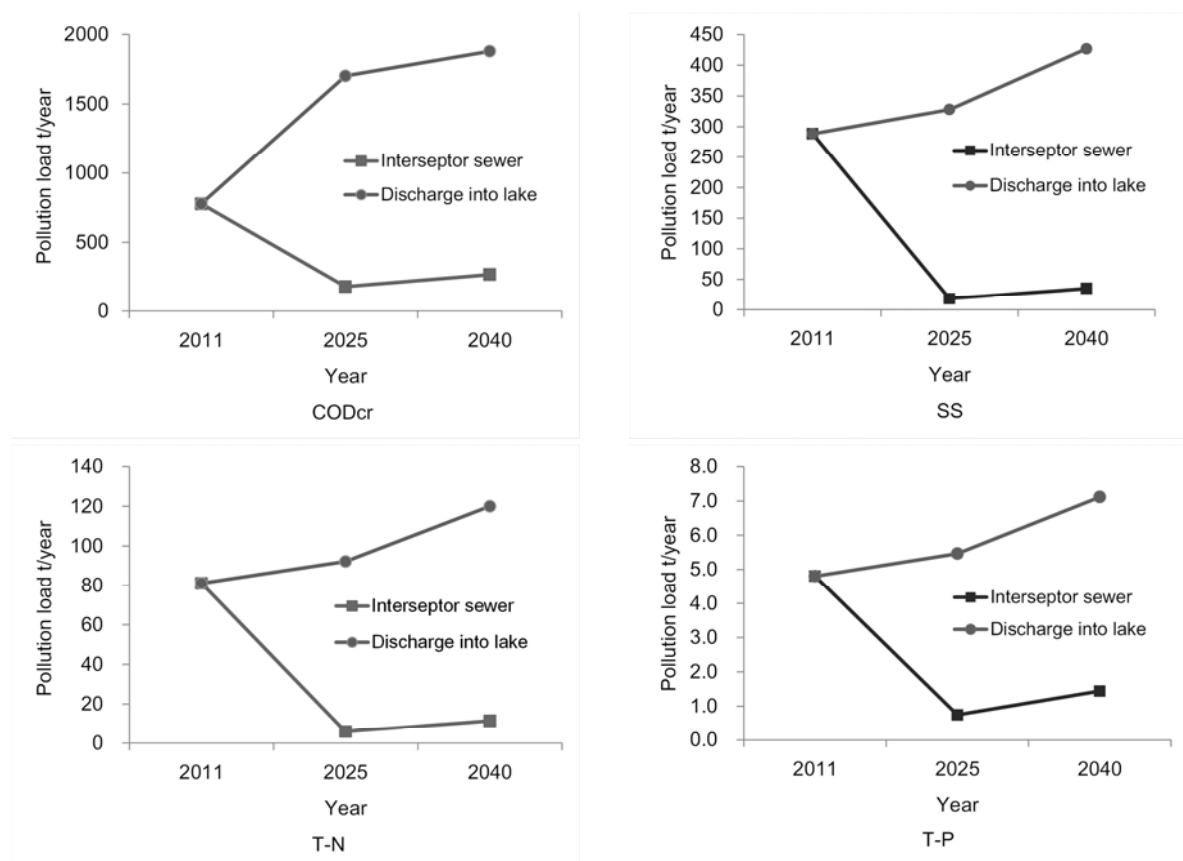 Pollution load t/year
2000
1500
1000
500
0
2011 2025 2040
Year
CODcr
Interseptor sewer
Discharge into lake
Pollution load t/year
450
400
350
300
250
200
150
100
50
0
2011 2025 2040
Year
SS
Interseptor sewer
Discharge into lake
Pollution load t/year
140
120
100
80
60
40
20
0
2011 2025 2040
Year
T-N
Interseptor sewer
Discharge into lake
Pollution load t/year
8.0
7.0
6.0
5.0
4.0
3.0
2.0
1.0
0.0
2011 2025 2040
Year
T-P
Interseptor sewer
Discharge into lake